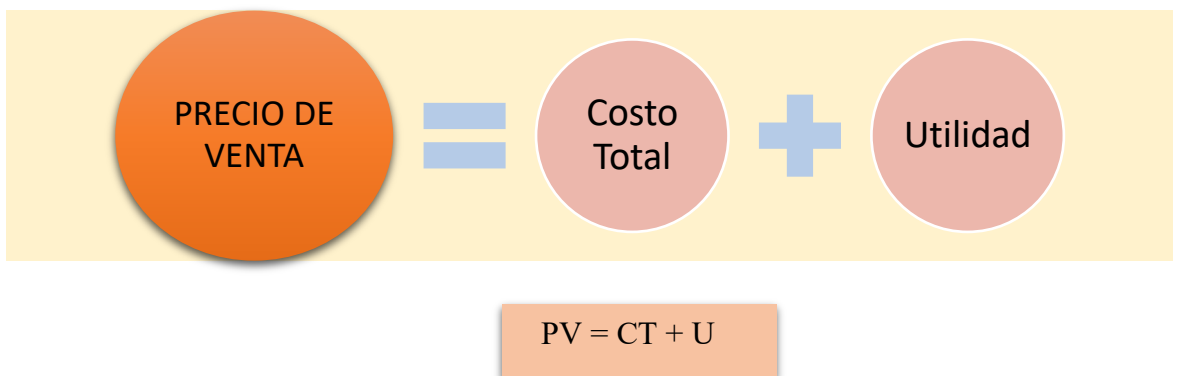 PRECIO DE
VENTA
=
Costo
Total
+
Utilidad
PV = CT + U